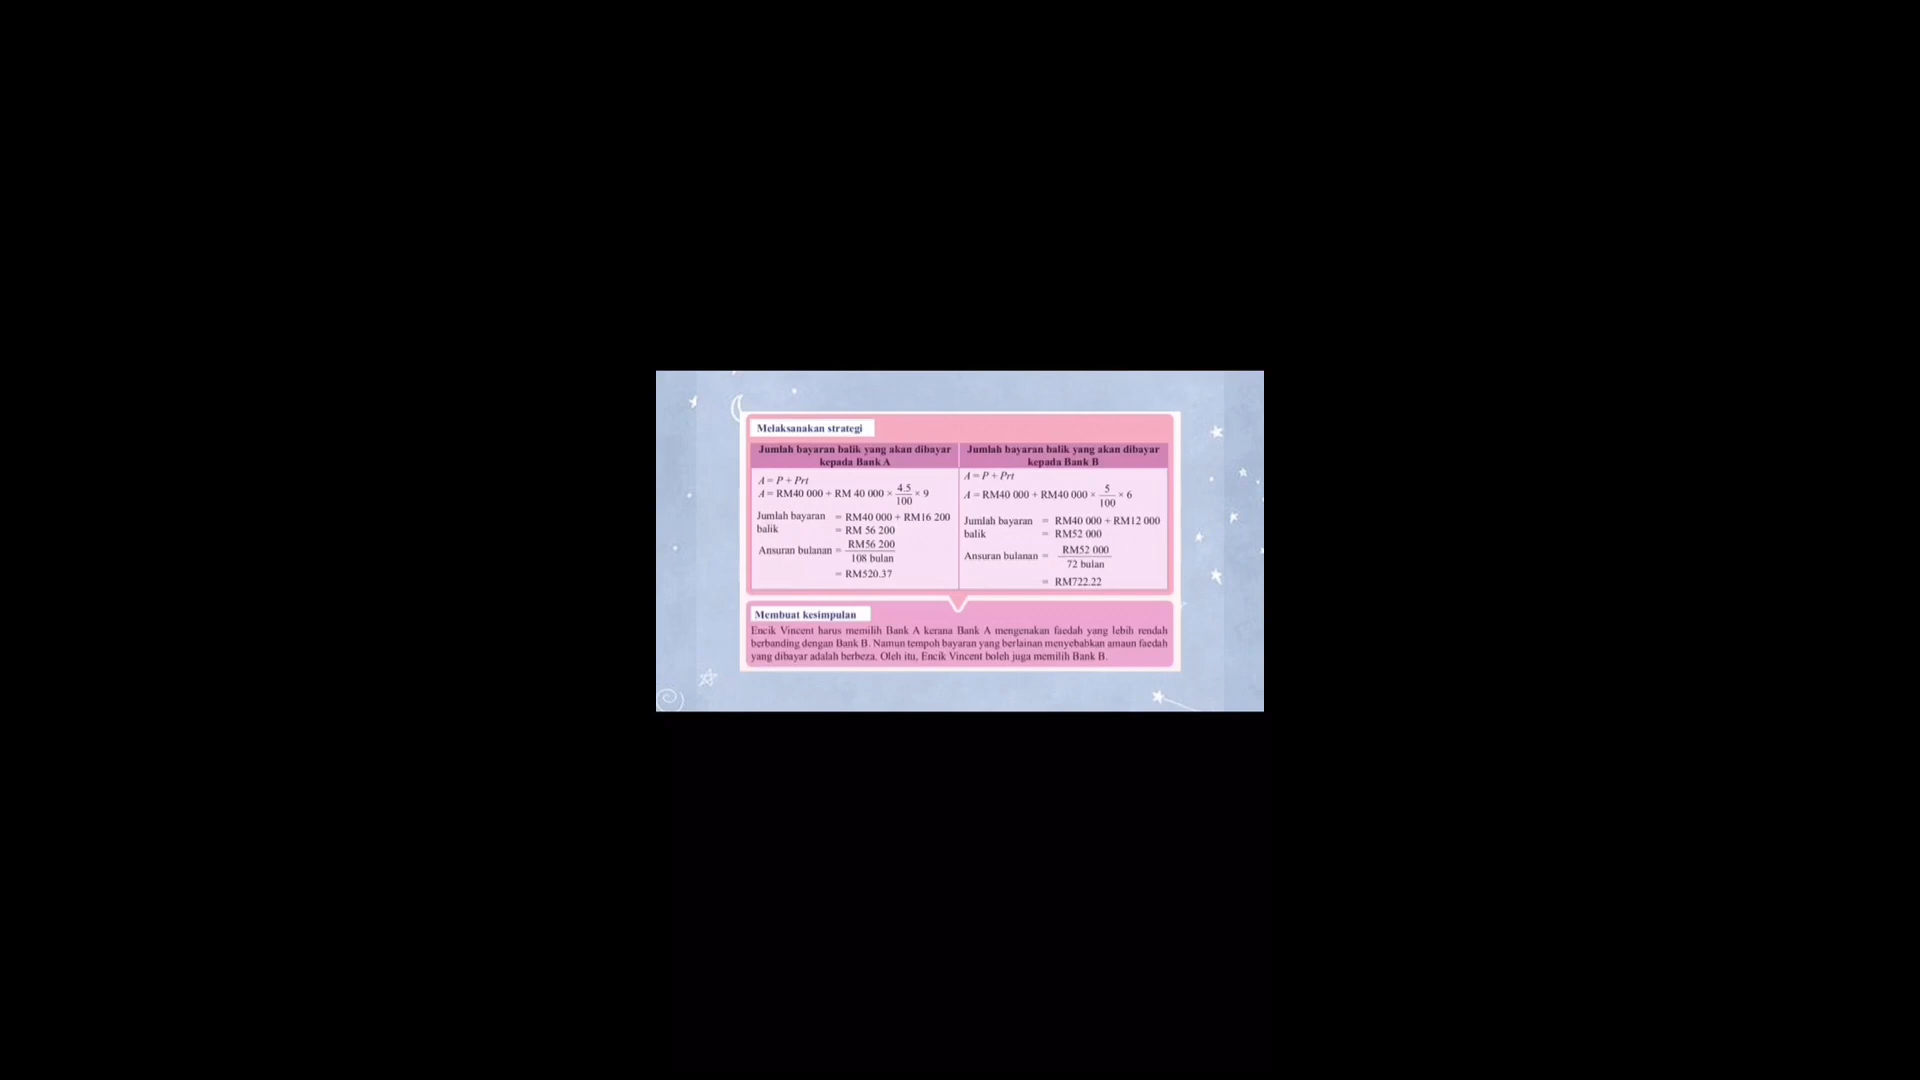 Melaksanakan strategi
Jumlah bayaran balik yang akan dibayar
kepada Bank A
A = P + Prt
A = RM40 000 + RM 40 000 × 4.5/100 × 9
Jumlah bayaran = RM40 000 + RM16 200
balik = RM 56 200
Ansuran bulanan = RM56 200/108 bulan
= RM520.37
Jumlah bayaran balik yang akan dibayar
kepada Bank B
A = P + Prt
A = RM40 000 + RM40 000 × 5/100 × 6
Jumlah bayaran = RM40 000 + RM12 000
balik = RM52 000
Ansuran bulanan = RM52 000/72 bulan
= RM722.22
Membuat kesimpulan
Encik Vincent harus memilih Bank A kerana Bank A mengenakan faedah yang lebih rendah
berbanding dengan Bank B. Namun tempoh bayaran yang berlainan menyebabkan amaun faedah
yang dibayar adalah berbeza. Oleh itu, Encik Vincent boleh juga memilih Bank B.